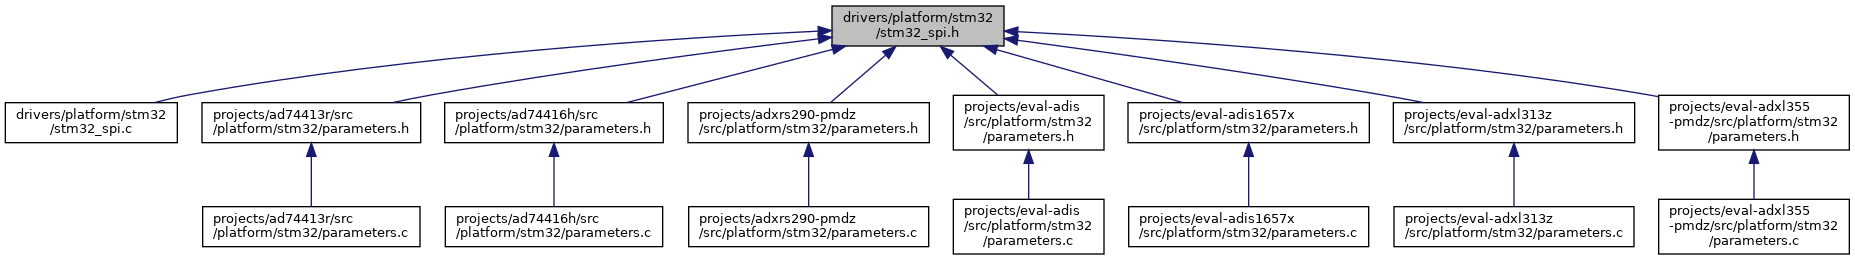 drivers/platform/stm32
/stm32_spi.h
drivers/platform/stm32
/stm32_spi.c
projects/ad74413r/src
/platform/stm32/parameters.h
projects/ad74416h/src
/platform/stm32/parameters.h
projects/adxrs290-pmdz
/src/platform/stm32/parameters.h
projects/eval-adis
/src/platform/stm32
/parameters.h
projects/eval-adis1657x
/src/platform/stm32/parameters.h
projects/eval-adxl313z
/src/platform/stm32/parameters.h
projects/eval-adxl355
-pmdz/src/platform/stm32
/parameters.h
projects/ad74413r/src
/platform/stm32/parameters.c
projects/ad74416h/src
/platform/stm32/parameters.c
projects/adxrs290-pmdz
/src/platform/stm32/parameters.c
projects/eval-adis
/src/platform/stm32
/parameters.c
projects/eval-adis1657x
/src/platform/stm32/parameters.c
projects/eval-adxl313z
/src/platform/stm32/parameters.c
projects/eval-adxl355
-pmdz/src/platform/stm32
/parameters.c